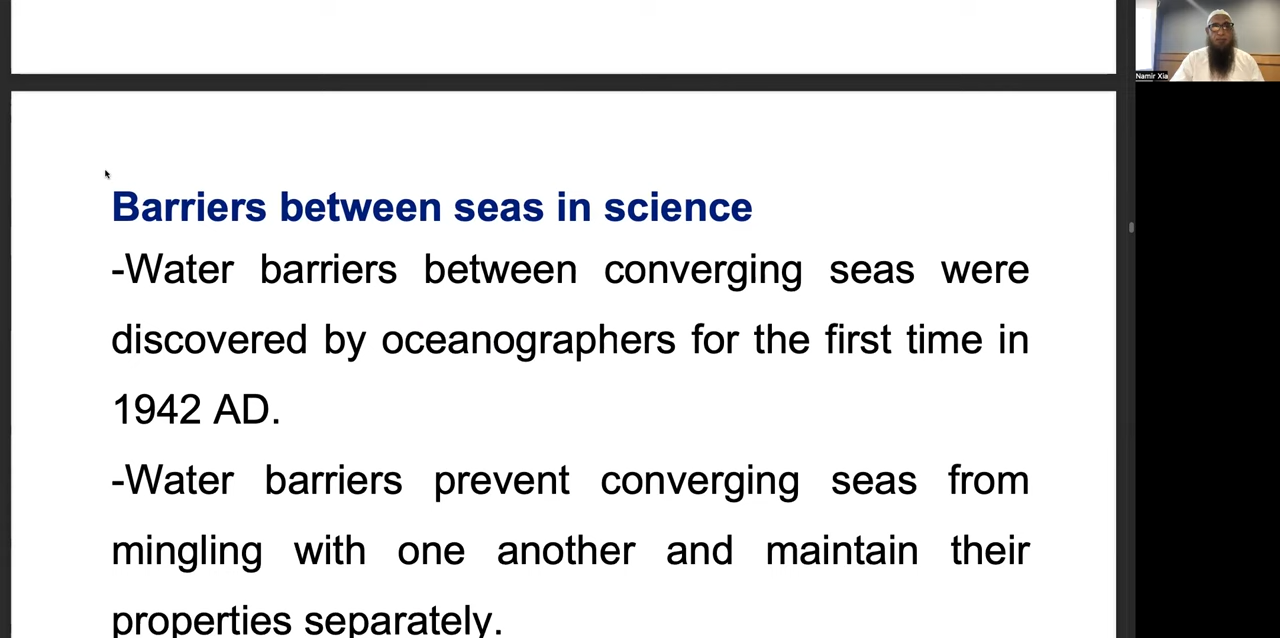 Namir Xia
Barriers between seas in science
-Water barriers between converging seas were
discovered by oceanographers for the first time in
1942 AD.
-Water barriers prevent converging seas from
mingling with one another and maintain their
properties separately.